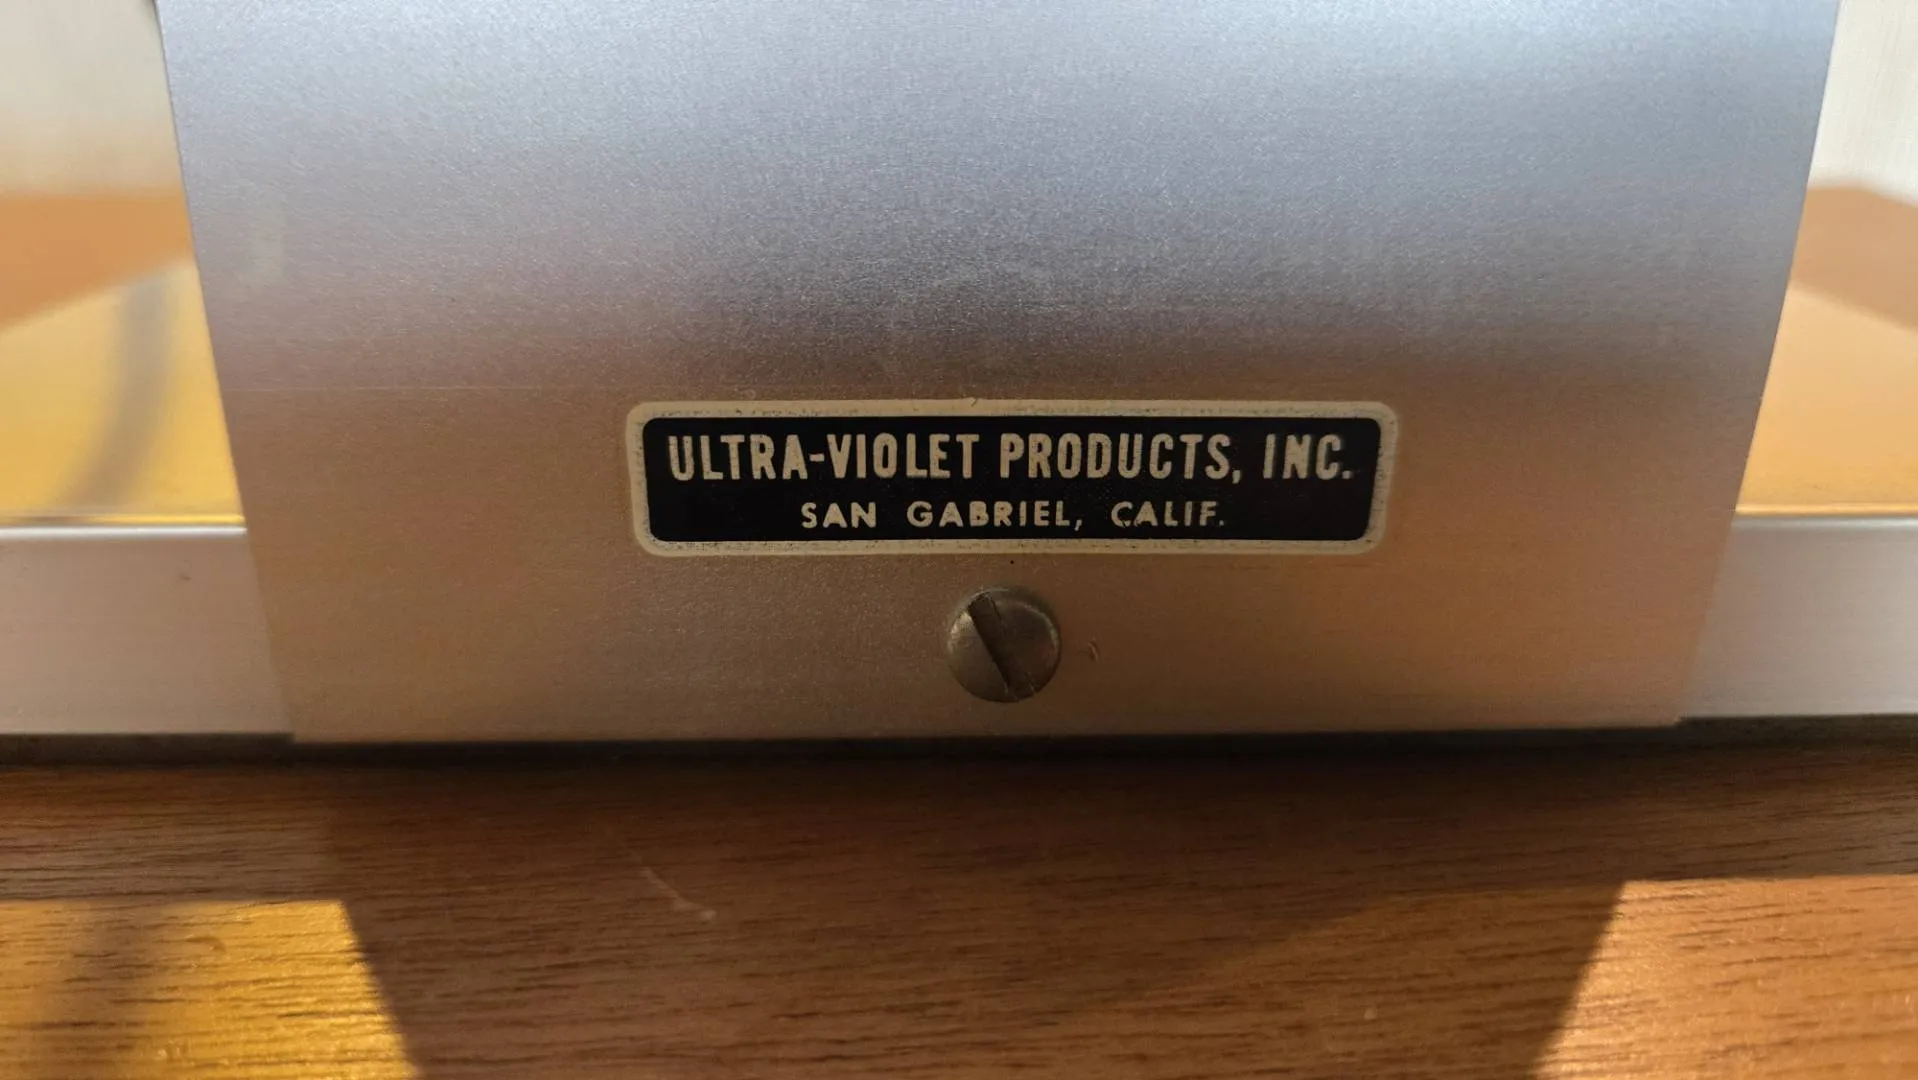 ULTRA-VIOLET PRODUCTS, INC.
SAN GABRIEL, CALIF.